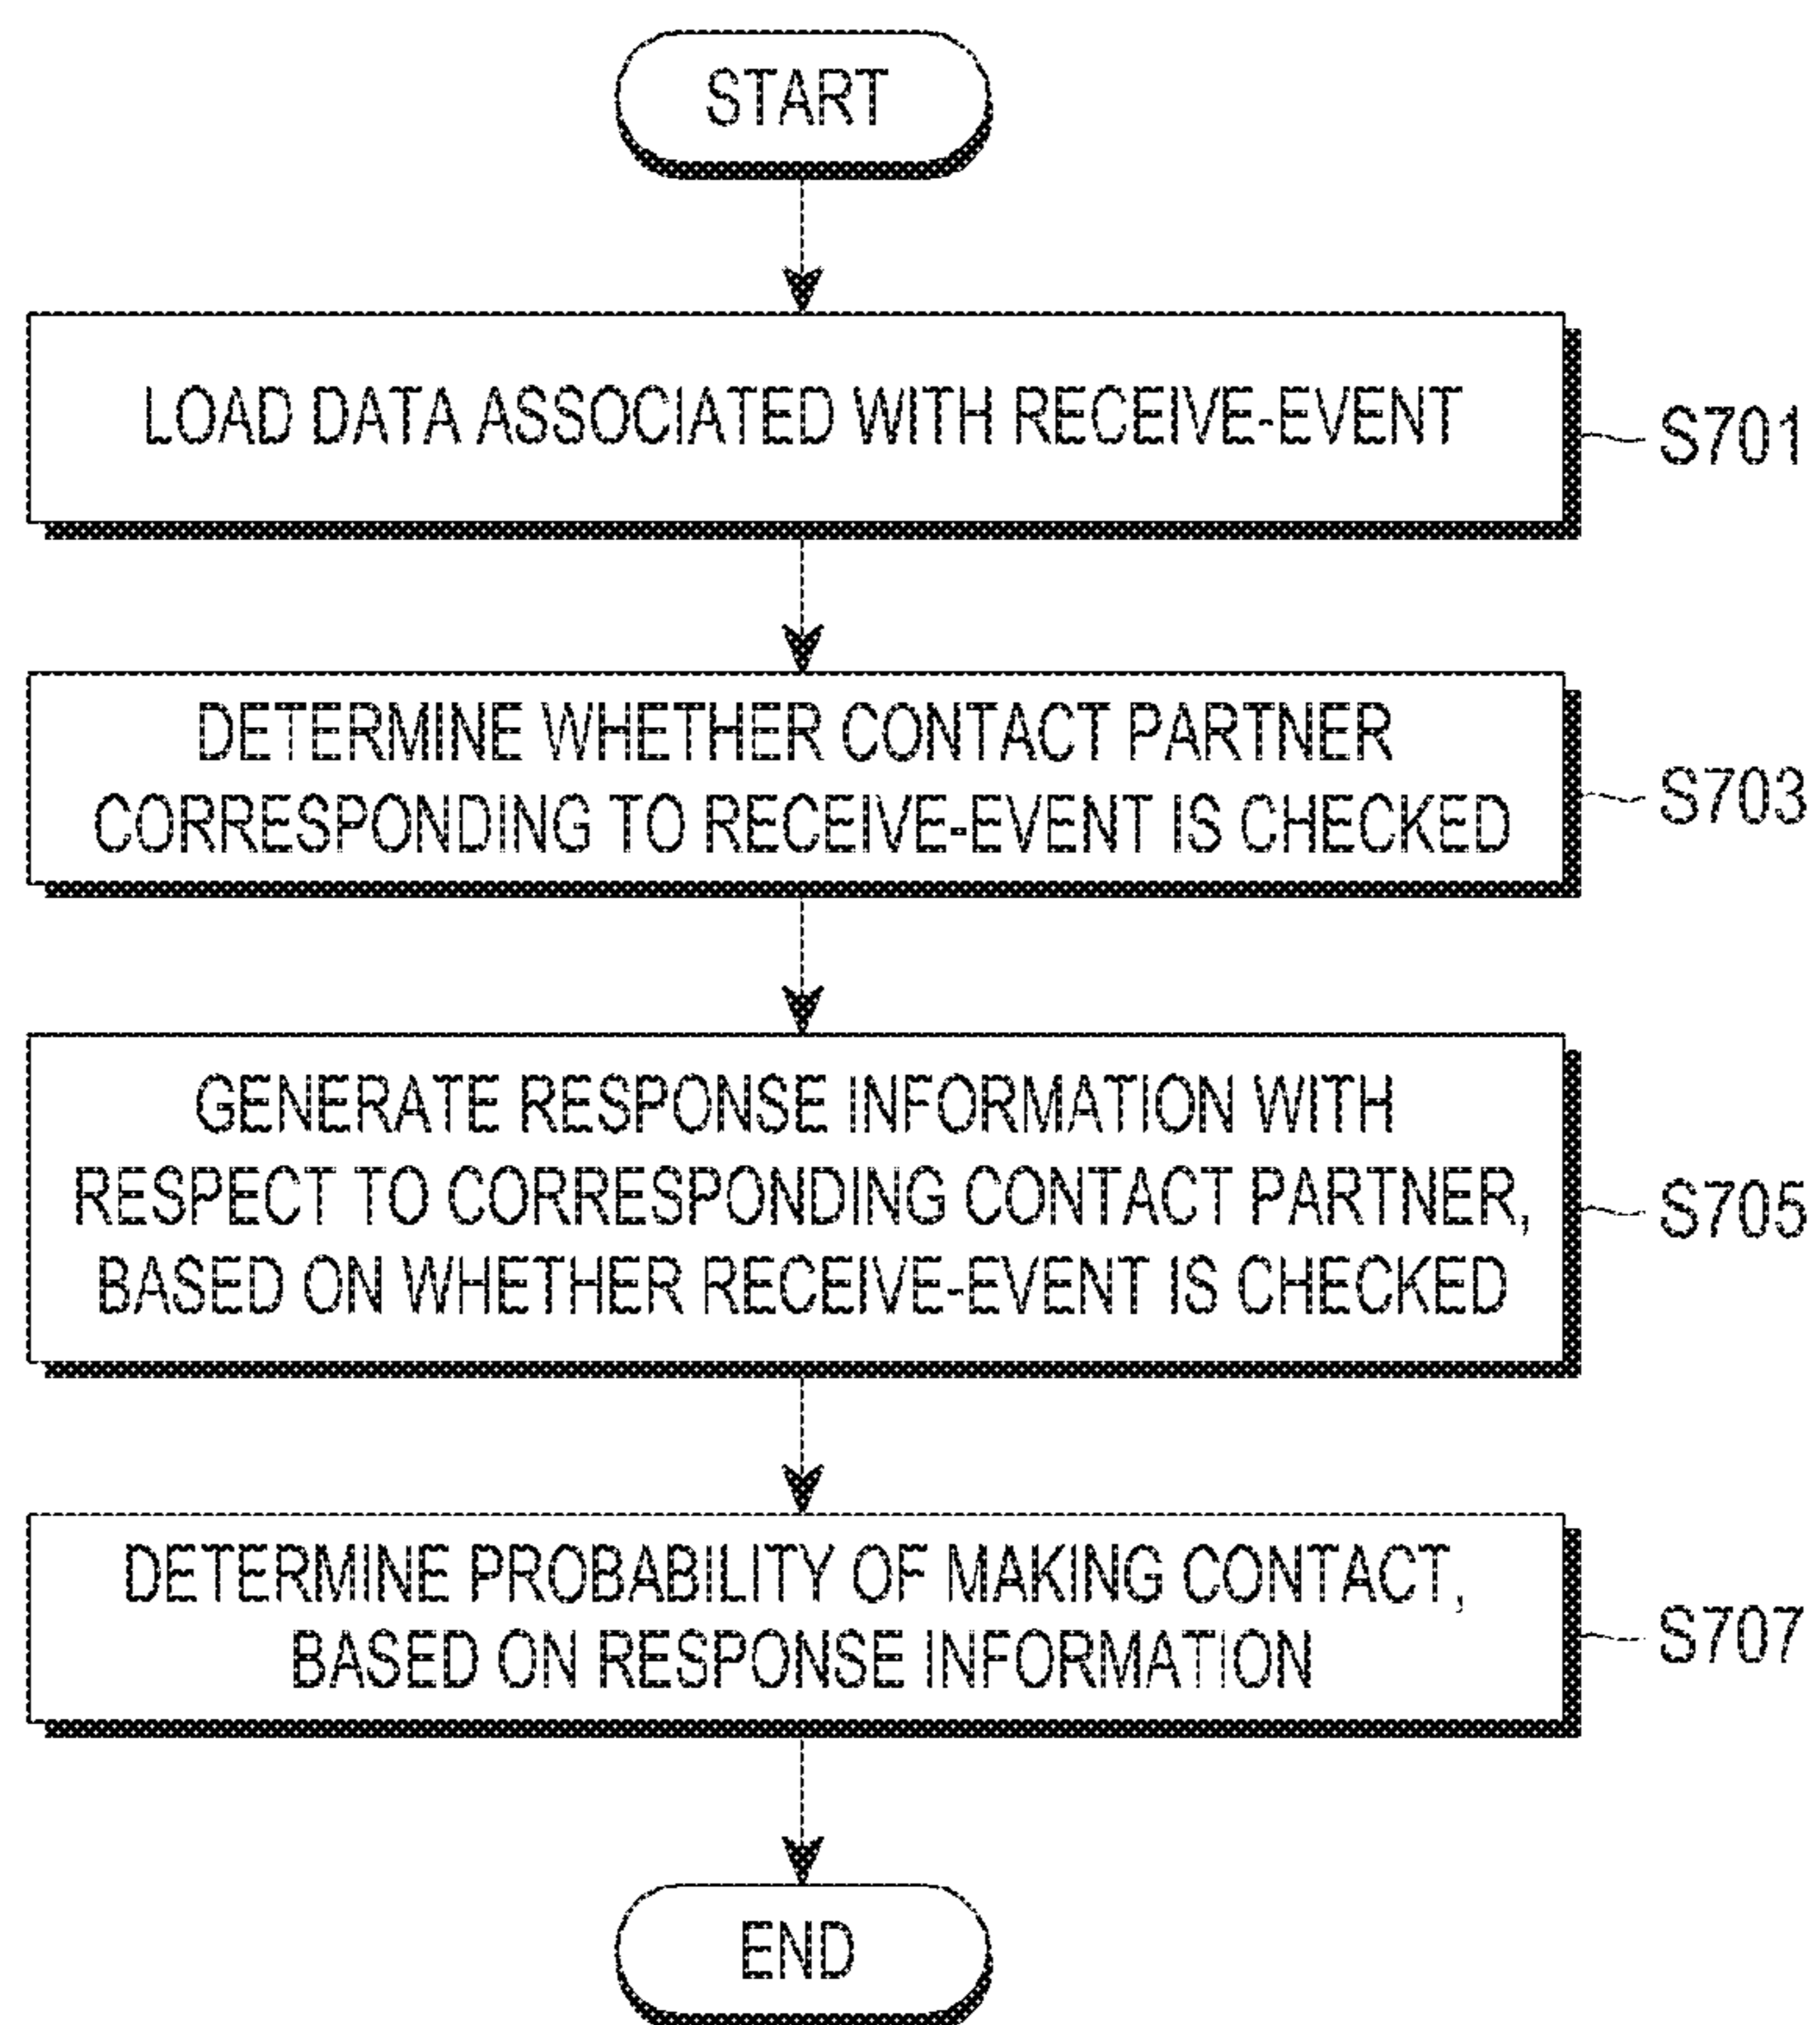 START
LOAD DATA ASSOCIATED WITH RECEIVE-EVENT
S701
DETERMINE WHETHER CONTACT PARTNER
CORRESPONDING TO RECEIVE-EVENT IS CHECKED
S703
GENERATE RESPONSE INFORMATION WITH
RESPECT TO CORRESPONDING CONTACT PARTNER,
BASED ON WHETHER RECEIVE-EVENT IS CHECKED
S705
DETERMINE PROBABILITY OF MAKING CONTACT,
BASED ON RESPONSE INFORMATION
S707
END